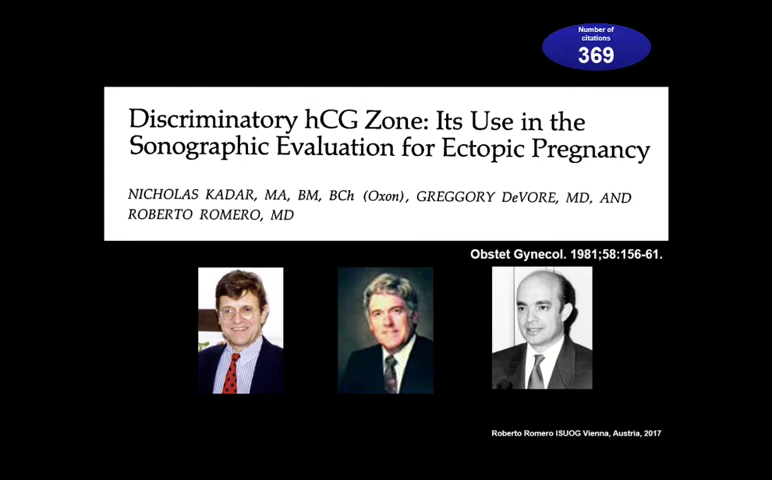 Number of
citations
369
Discriminatory hCG Zone: Its Use in the
Sonographic Evaluation for Ectopic Pregnancy
NICHOLAS KADAR, MA, BM, BCh (Oxon), GREGGORY DeVORE, MD, AND
ROBERTO ROMERO, MD
Obstet Gynecol. 1981;58:156-61.
Roberto Romero ISUOG Vienna, Austria, 2017